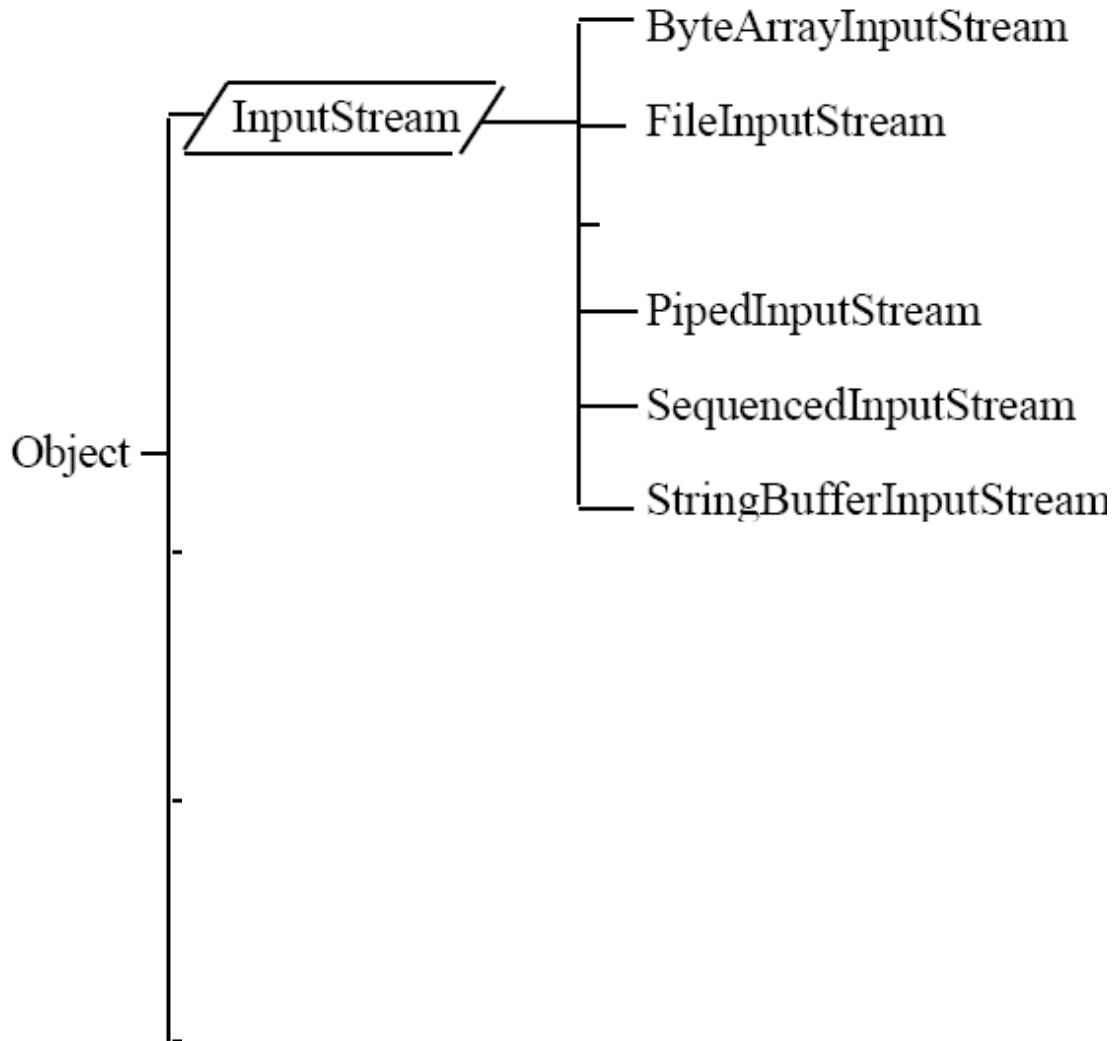 ByteArrayInputStream
InputStream
FileInputStream
PipedInputStream
SequencedInputStream
Object
StringBufferInputStream